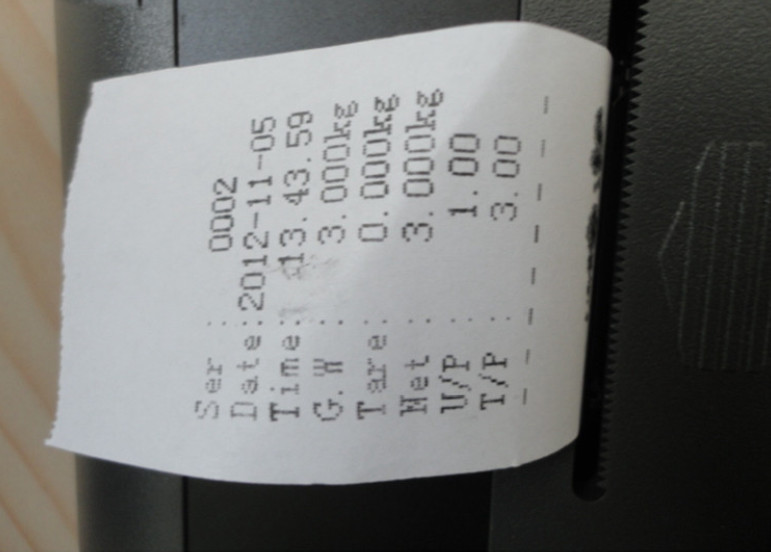 Ser : 0002
Date:2012-11-05
Time:13.43.59
G.W : 3.000kg
Tare : 0.000kg
Net : 3.000kg
U/P : 1.00
T/P : 3.00
- - - - - -